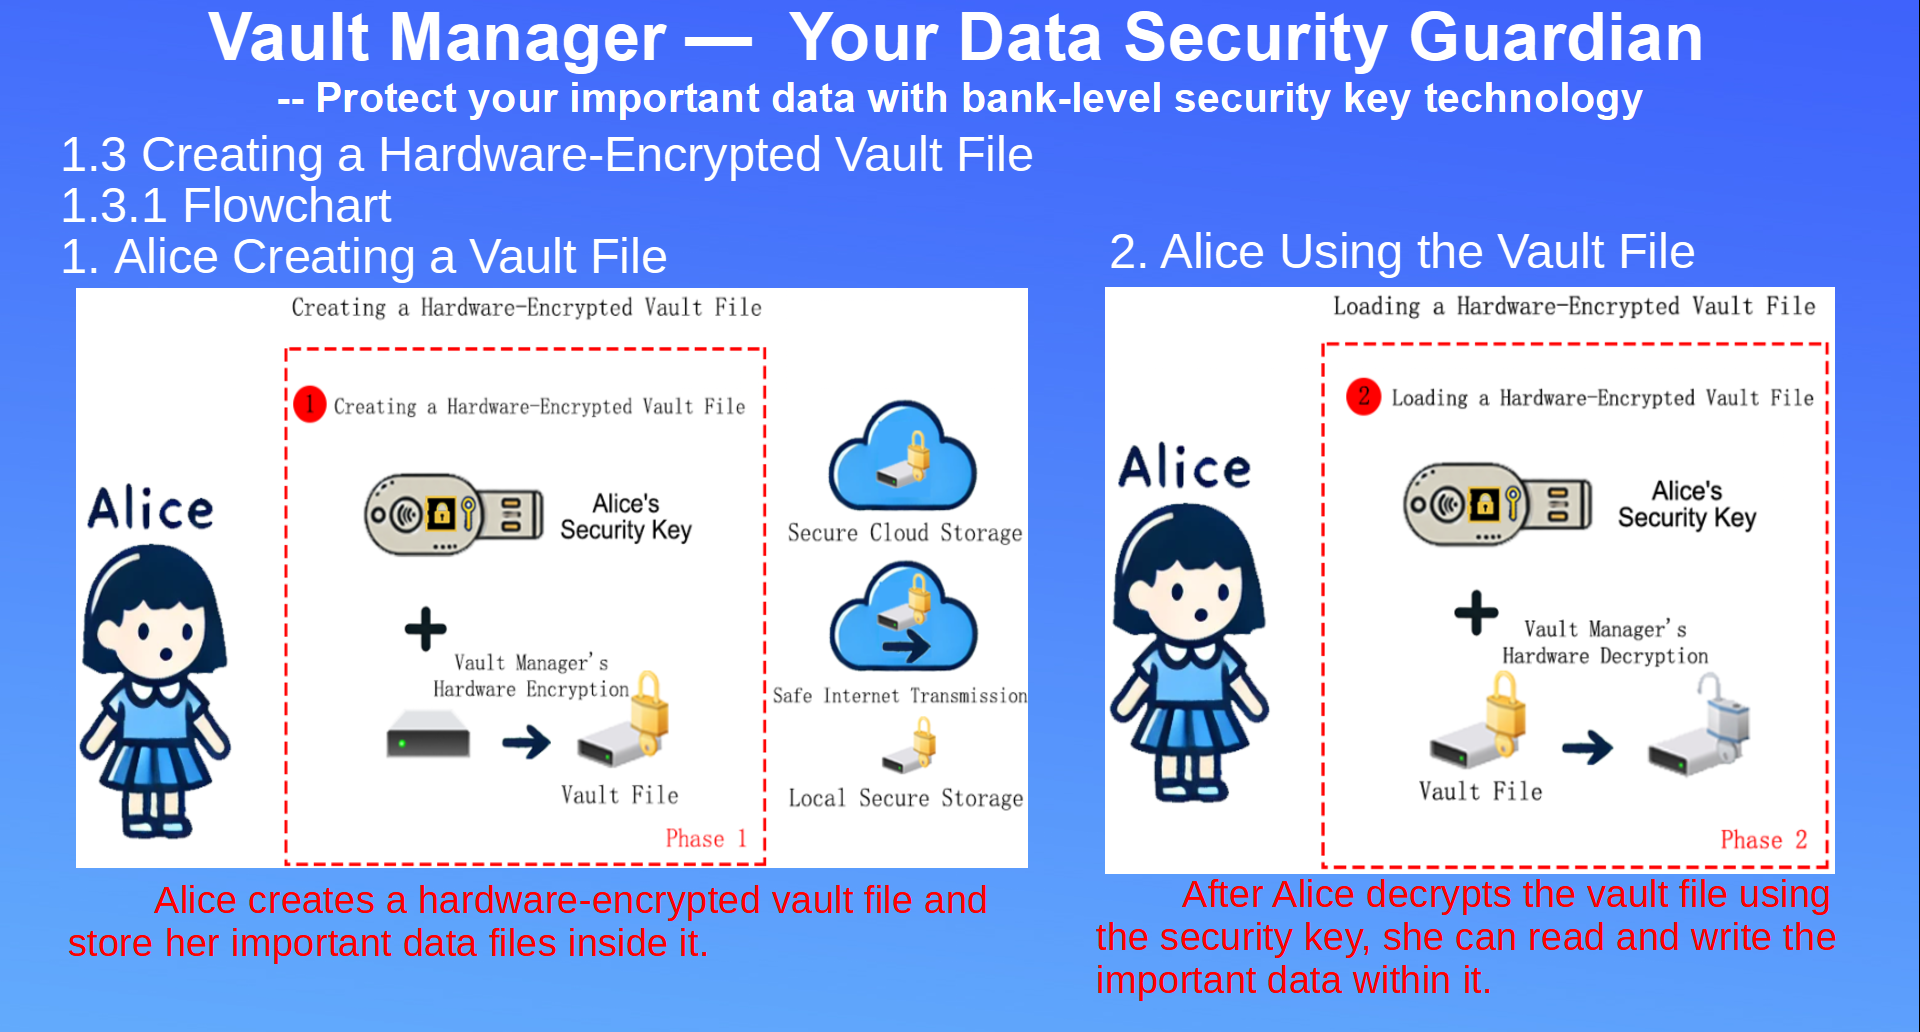 Vault Manager — Your Data Security Guardian
-- Protect your important data with bank-level security key technology
1.3 Creating a Hardware-Encrypted Vault File
1.3.1 Flowchart
1. Alice Creating a Vault File
Creating a Hardware-Encrypted Vault File
1 Creating a Hardware-Encrypted Vault File
Alice
Alice's
Security Key
Vault Manager's
Hardware Encryption
Vault File
Phase 1
Secure Cloud Storage
Safe Internet Transmission
Local Secure Storage
Alice creates a hardware-encrypted vault file and
store her important data files inside it.
2. Alice Using the Vault File
Loading a Hardware-Encrypted Vault File
2 Loading a Hardware-Encrypted Vault File
Alice
Alice's
Security Key
Vault Manager's
Hardware Decryption
Vault File
Phase 2
After Alice decrypts the vault file using
the security key, she can read and write the
important data within it.